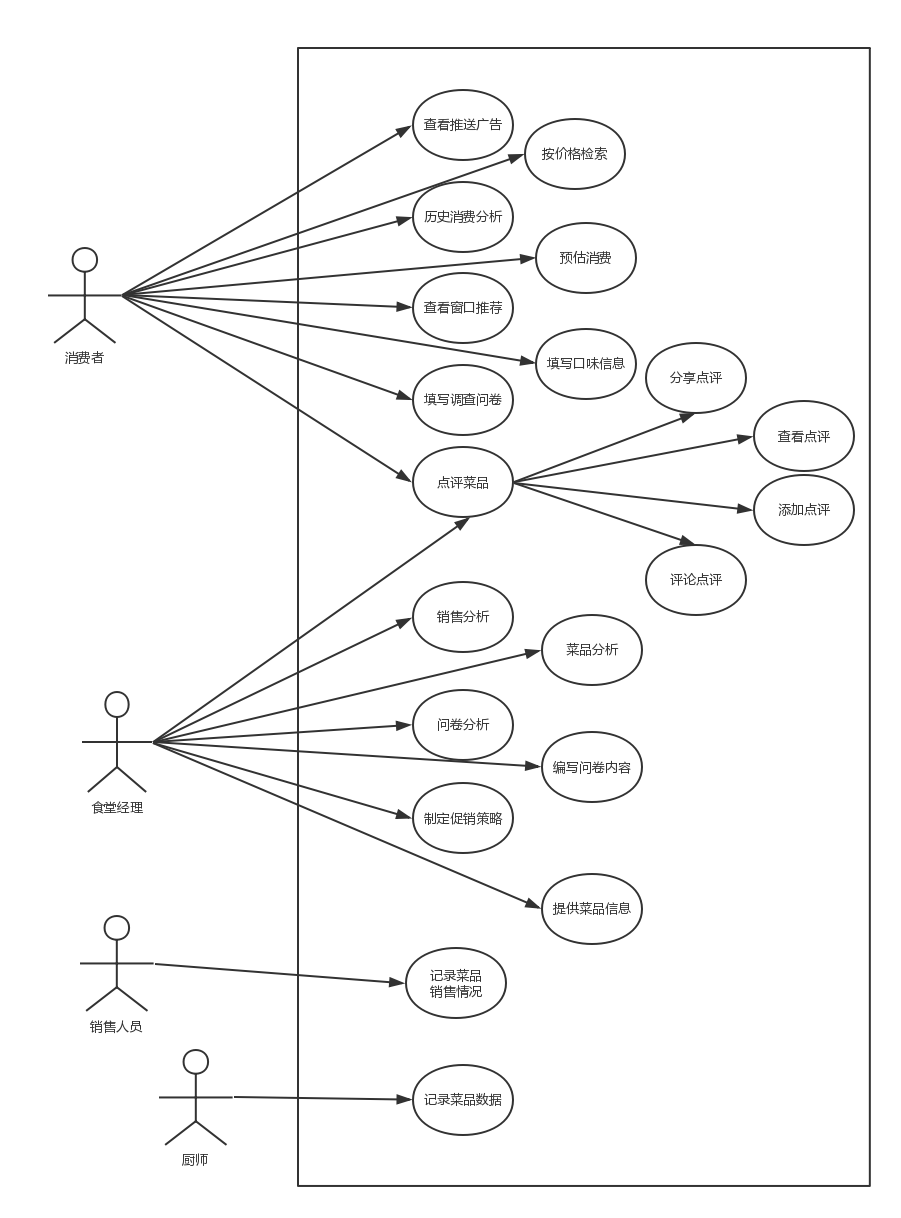 查看推送广告
按价格检索
历史消费分析
预估消费
查看窗口推荐
消费者
填写口味信息
分享点评
填写调查问卷
查看点评
点评菜品
添加点评
评论点评
销售分析
菜品分析
问卷分析
编写问卷内容
食堂经理
制定促销策略
提供菜品信息
记录菜品
销售情况
销售人员
记录菜品数据
厨师